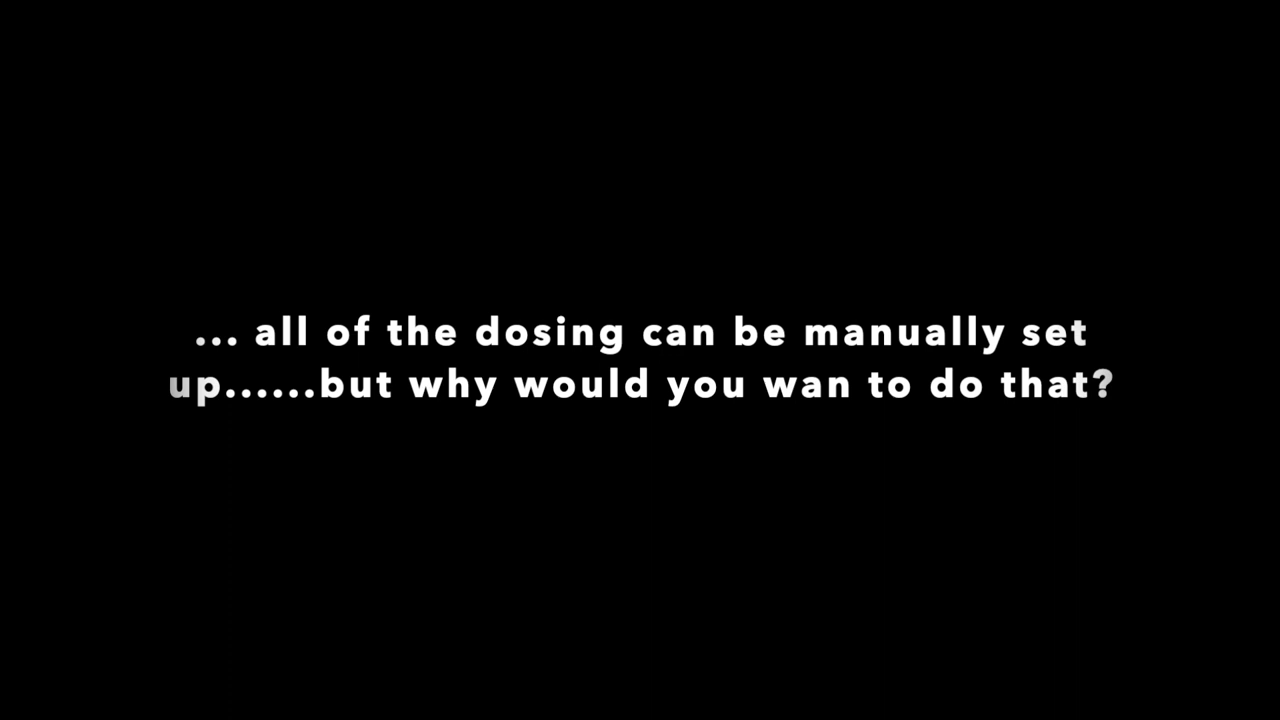 ... all of the dosing can be manually set
up......but why would you wan to do that?